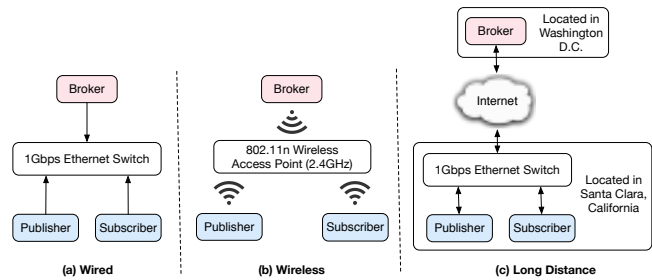 Broker
1Gbps Ethernet Switch
Publisher
Subscriber
(a) Wired
Broker
802.11n Wireless
Access Point (2.4GHz)
Publisher
Subscriber
(b) Wireless
Broker
Located in
Washington
D.C.
Internet
1Gbps Ethernet Switch
Located in
Santa Clara,
California
Publisher
Subscriber
(c) Long Distance